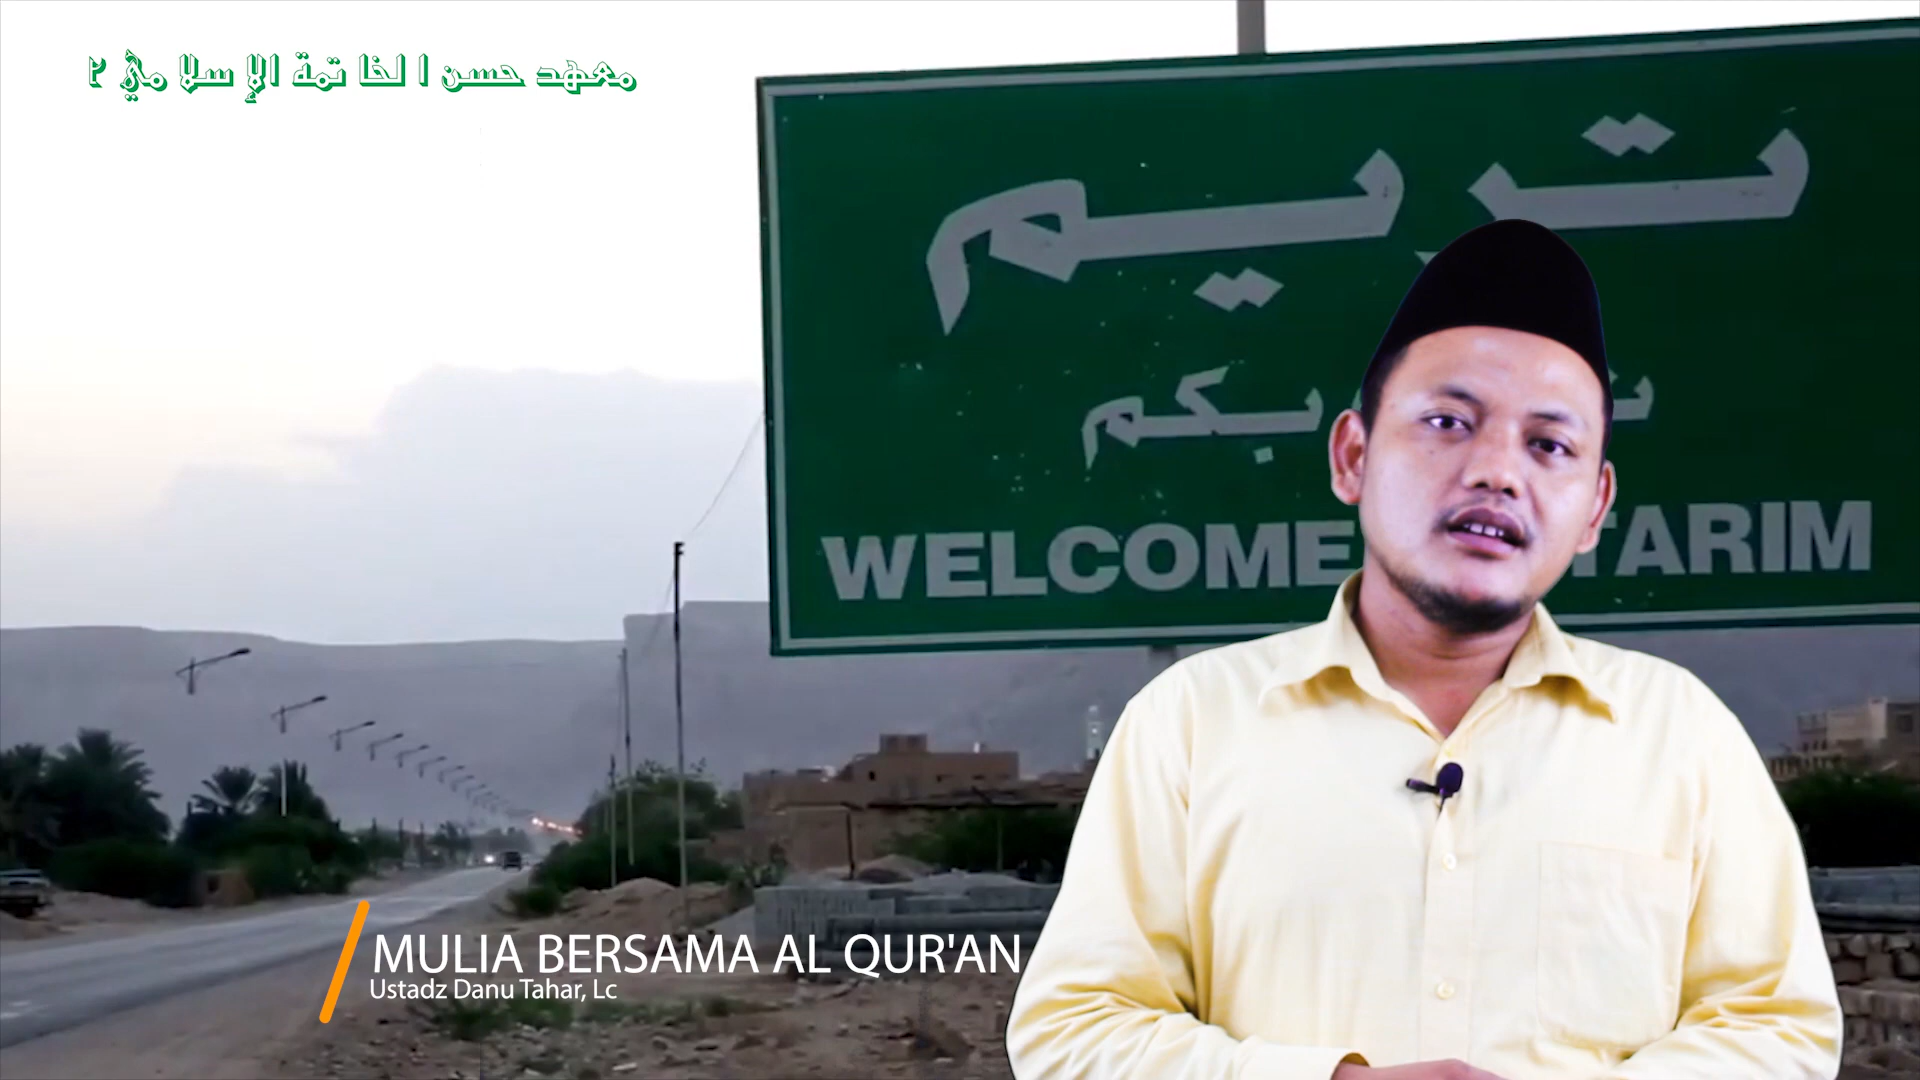 معهد حسن الخاتمة الإسلامي ٢
تريم
بكم
WELCOME TARIM
MULIA BERSAMA AL QUR'AN
Ustadz Danu Tahar, Lc